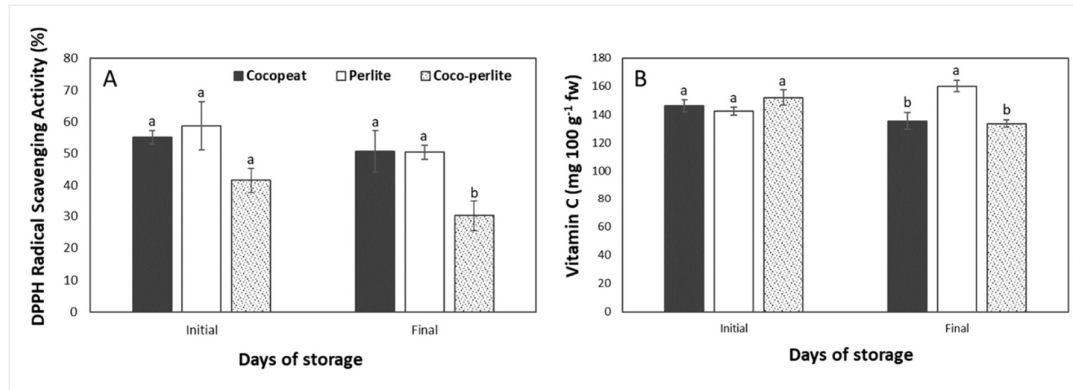 A
Cocopeat Perlite Coco-perlite
DPPH Radical Scavenging Activity (%)
80
70
60
50
40
30
20
10
0
a
a
a
a
a
b
Initial
Final
Days of storage
B
Vitamin C (mg 100 g⁻¹ fw)
180
160
140
120
100
80
60
40
20
0
a
a
a
b
a
b
Initial
Final
Days of storage